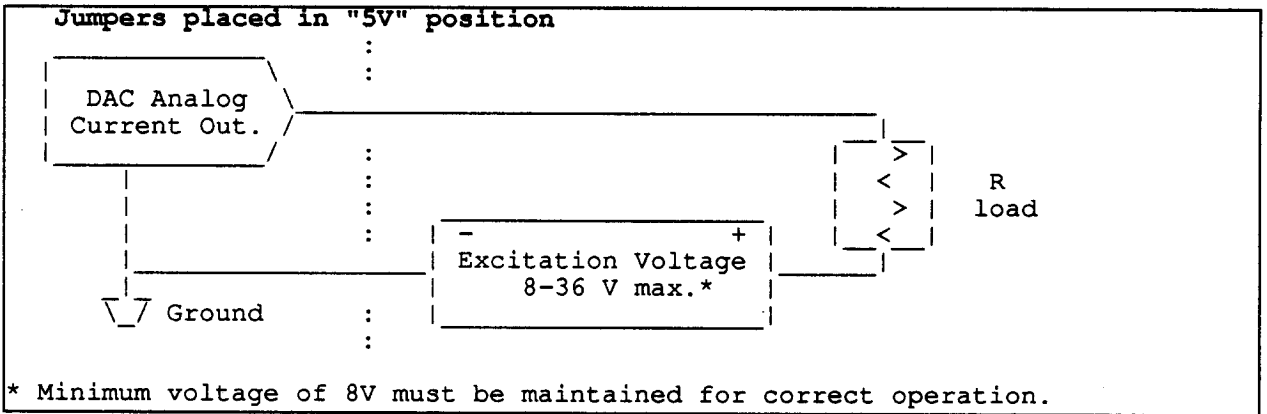 Jumpers placed in "5V" position
DAC Analog
Current Out.
R
load
- +
Excitation Voltage
8-36 V max.*
Ground
* Minimum voltage of 8V must be maintained for correct operation.